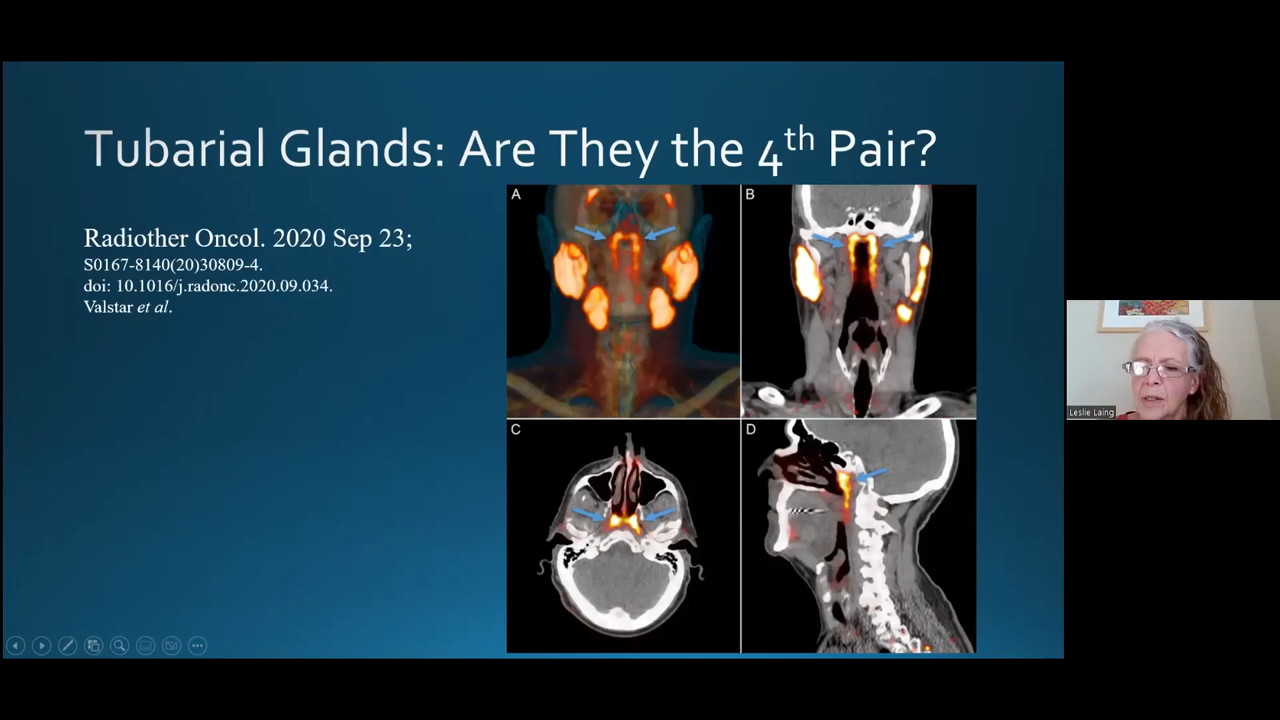 Tubarial Glands: Are They the 4th Pair?
Radiother Oncol. 2020 Sep 23;
S0167-8140(20)30809-4.
doi: 10.1016/j.radonc.2020.09.034.
Valstar et al.
A
B
C
D
Leslie Laing